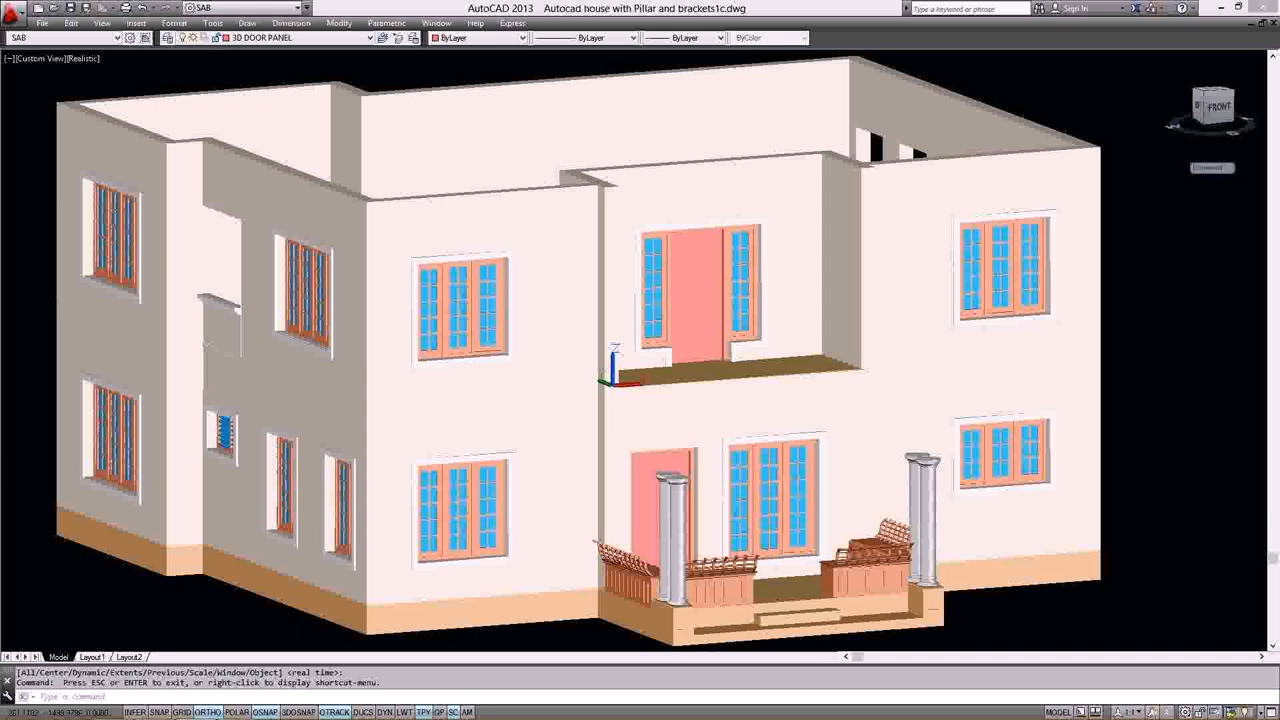 SAB
AutoCAD 2013    Autocad house with Pillar and brackets1c.dwg
Type a keyword or phrase
Sign In
File Edit View Insert Format Tools Draw Dimension Modify Parametric Window Help Express
SAB
3D DOOR PANEL
ByLayer
ByLayer
ByLayer
ByColor
[−][Custom View][Realistic]
FRONT
Model Layout1 Layout2
[All/Center/Dynamic/Extents/Previous/Scale/Window/Object] <real time>:
Command:  Press ESC or ENTER to exit, or right-click to display shortcut-menu.
Type a command
INFER SNAP GRID ORTHO POLAR OSNAP 3DOSNAP OTRACK DUCS DYN LWT TPY QP SC AM
MODEL
1:1